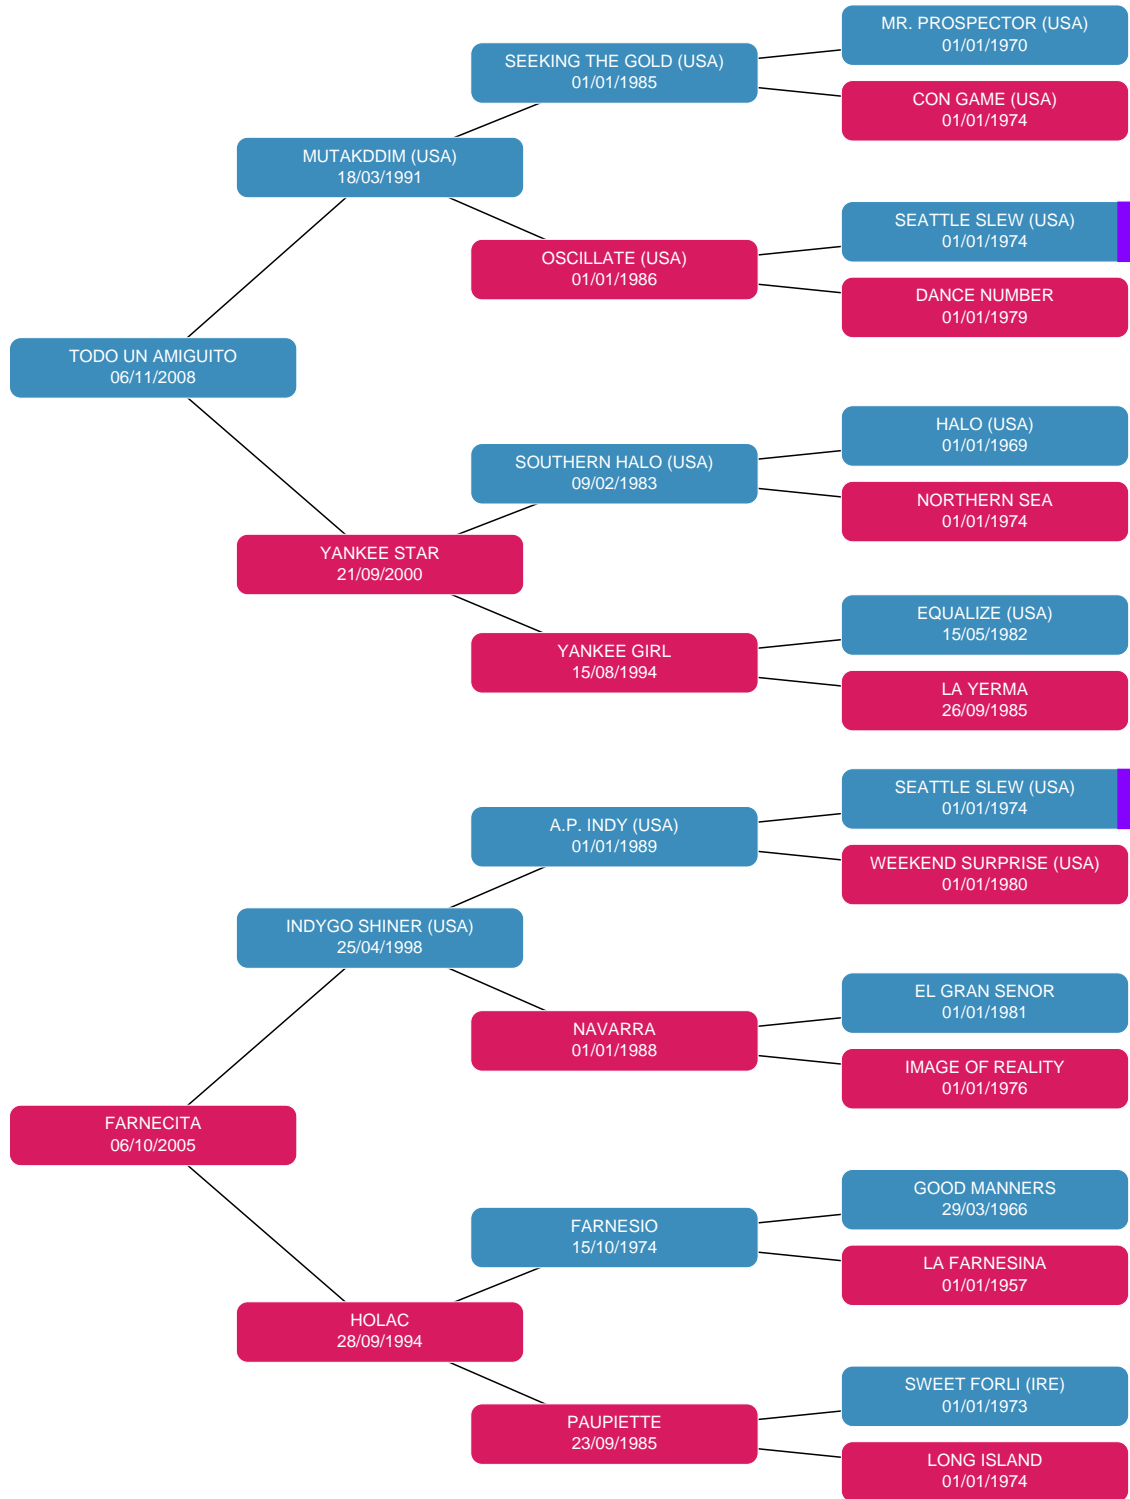 MR. PROSPECTOR (USA)
01/01/1970
SEEKING THE GOLD (USA)
01/01/1985
CON GAME (USA)
01/01/1974
MUTAKDDIM (USA)
18/03/1991
SEATTLE SLEW (USA)
01/01/1974
OSCILLATE (USA)
01/01/1986
DANCE NUMBER
01/01/1979
TODO UN AMIGUITO
06/11/2008
HALO (USA)
01/01/1969
SOUTHERN HALO (USA)
09/02/1983
NORTHERN SEA
01/01/1974
YANKEE STAR
21/09/2000
EQUALIZE (USA)
15/05/1982
YANKEE GIRL
15/08/1994
LA YERMA
26/09/1985
SEATTLE SLEW (USA)
01/01/1974
A.P. INDY (USA)
01/01/1989
WEEKEND SURPRISE (USA)
01/01/1980
INDYGO SHINER (USA)
25/04/1998
EL GRAN SENOR
01/01/1981
NAVARRA
01/01/1988
IMAGE OF REALITY
01/01/1976
FARNECITA
06/10/2005
GOOD MANNERS
29/03/1966
FARNESIO
15/10/1974
LA FARNESINA
01/01/1957
HOLAC
28/09/1994
SWEET FORLI (IRE)
01/01/1973
PAUPIETTE
23/09/1985
LONG ISLAND
01/01/1974